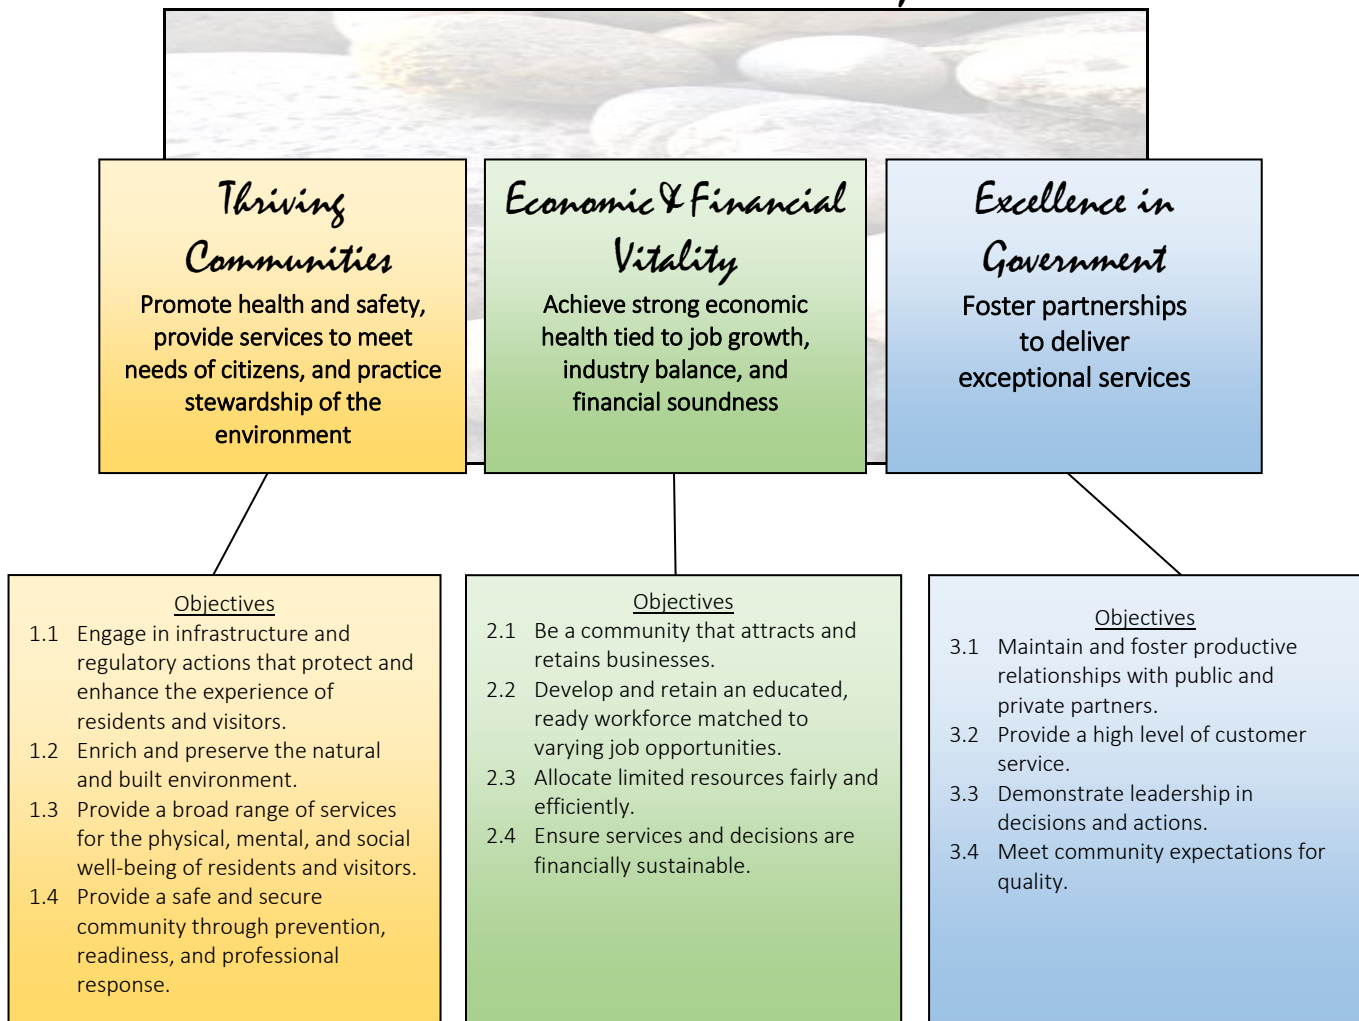 Thriving
Communities
Promote health and safety,
provide services to meet
needs of citizens, and practice
stewardship of the
environment
Economic & Financial
Vitality
Achieve strong economic
health tied to job growth,
industry balance, and
financial soundness
Excellence in
Government
Foster partnerships
to deliver
exceptional services
Objectives
1.1 Engage in infrastructure and
regulatory actions that protect and
enhance the experience of
residents and visitors.
1.2 Enrich and preserve the natural
and built environment.
1.3 Provide a broad range of services
for the physical, mental, and social
well-being of residents and visitors.
1.4 Provide a safe and secure
community through prevention,
readiness, and professional
response.
Objectives
2.1 Be a community that attracts and
retains businesses.
2.2 Develop and retain an educated,
ready workforce matched to
varying job opportunities.
2.3 Allocate limited resources fairly and
efficiently.
2.4 Ensure services and decisions are
financially sustainable.
Objectives
3.1 Maintain and foster productive
relationships with public and
private partners.
3.2 Provide a high level of customer
service.
3.3 Demonstrate leadership in
decisions and actions.
3.4 Meet community expectations for
quality.